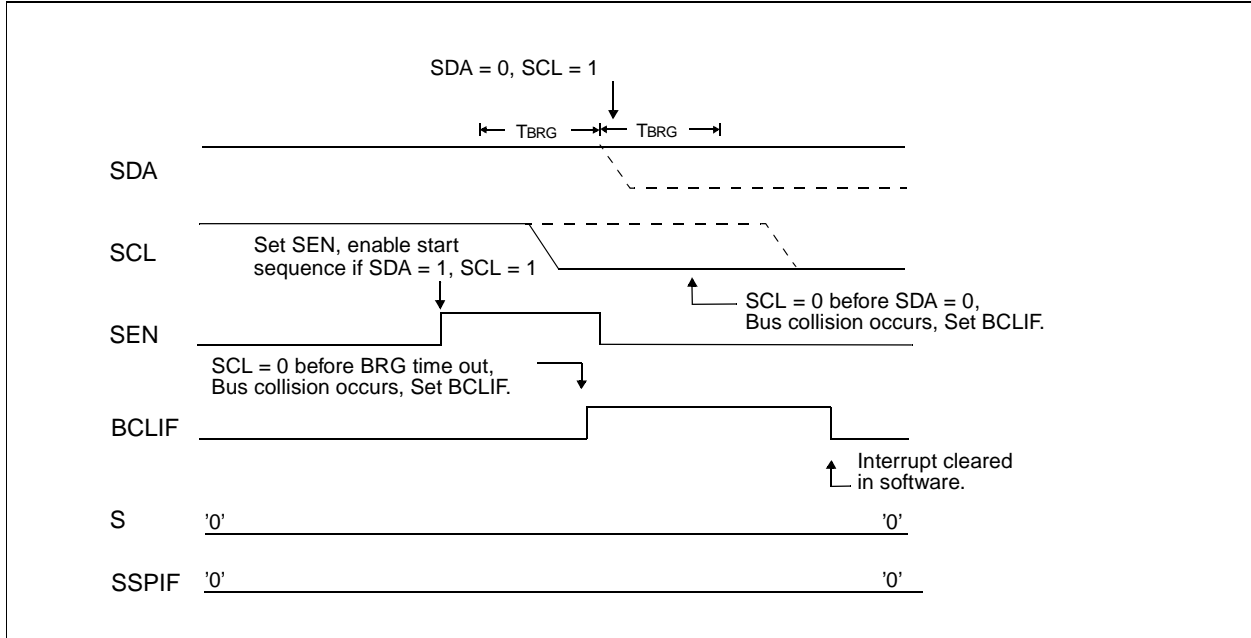 SDA = 0, SCL = 1
TBRG TBRG
SDA
SCL
Set SEN, enable start
sequence if SDA = 1, SCL = 1
SCL = 0 before SDA = 0,
Bus collision occurs, Set BCLIF.
SEN
SCL = 0 before BRG time out,
Bus collision occurs, Set BCLIF.
BCLIF
Interrupt cleared
in software.
S '0' '0'
SSPIF '0' '0'